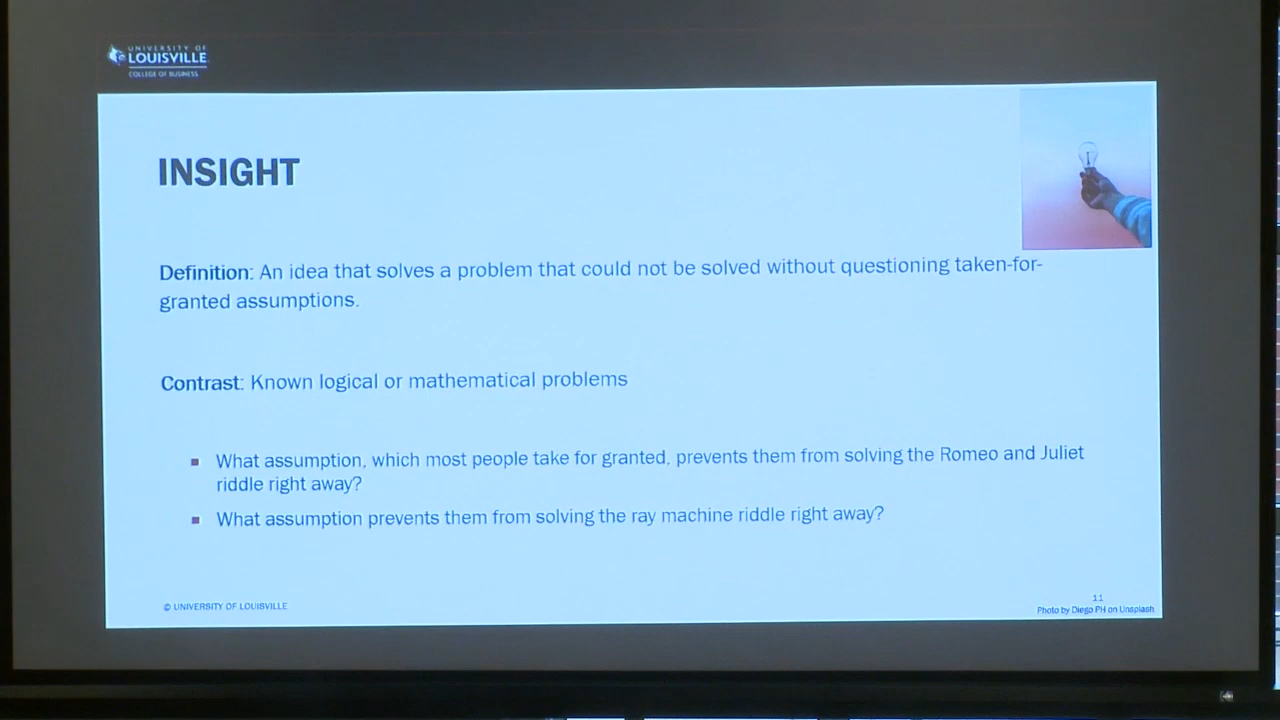 UNIVERSITY OF
LOUISVILLE
COLLEGE OF BUSINESS
INSIGHT
Definition: An idea that solves a problem that could not be solved without questioning taken-for-
granted assumptions.
Contrast: Known logical or mathematical problems
▪ What assumption, which most people take for granted, prevents them from solving the Romeo and Juliet
riddle right away?
▪ What assumption prevents them from solving the ray machine riddle right away?
© UNIVERSITY OF LOUISVILLE
11
Photo by Diego PH on Unsplash